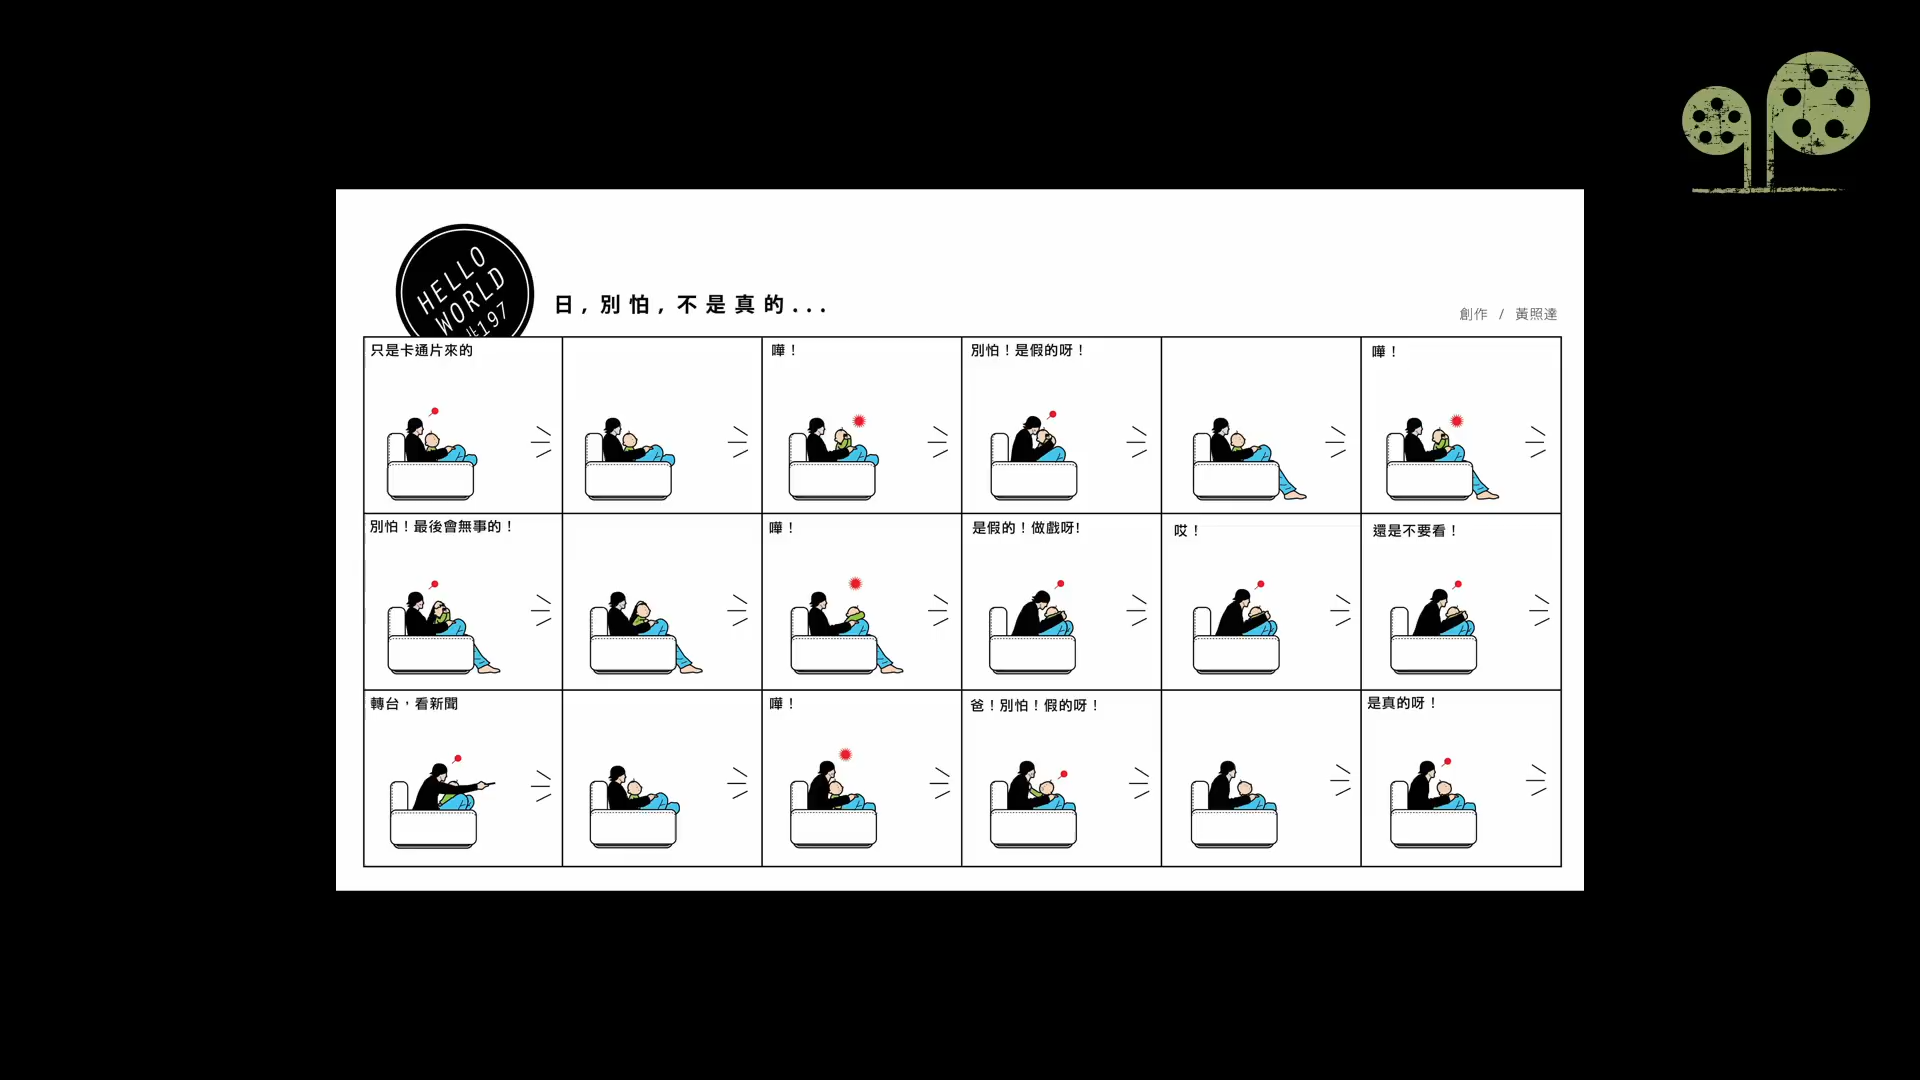 HELLO
WORLD
#197
日,別怕,不是真的...
創作 / 黃照達
只是卡通片來的
嘩!
別怕!是假的呀!
嘩!
別怕!最後會無事的!
嘩!
是假的!做戲呀!
哎!
還是不要看!
轉台,看新聞
嘩!
爸!別怕!假的呀!
是真的呀!